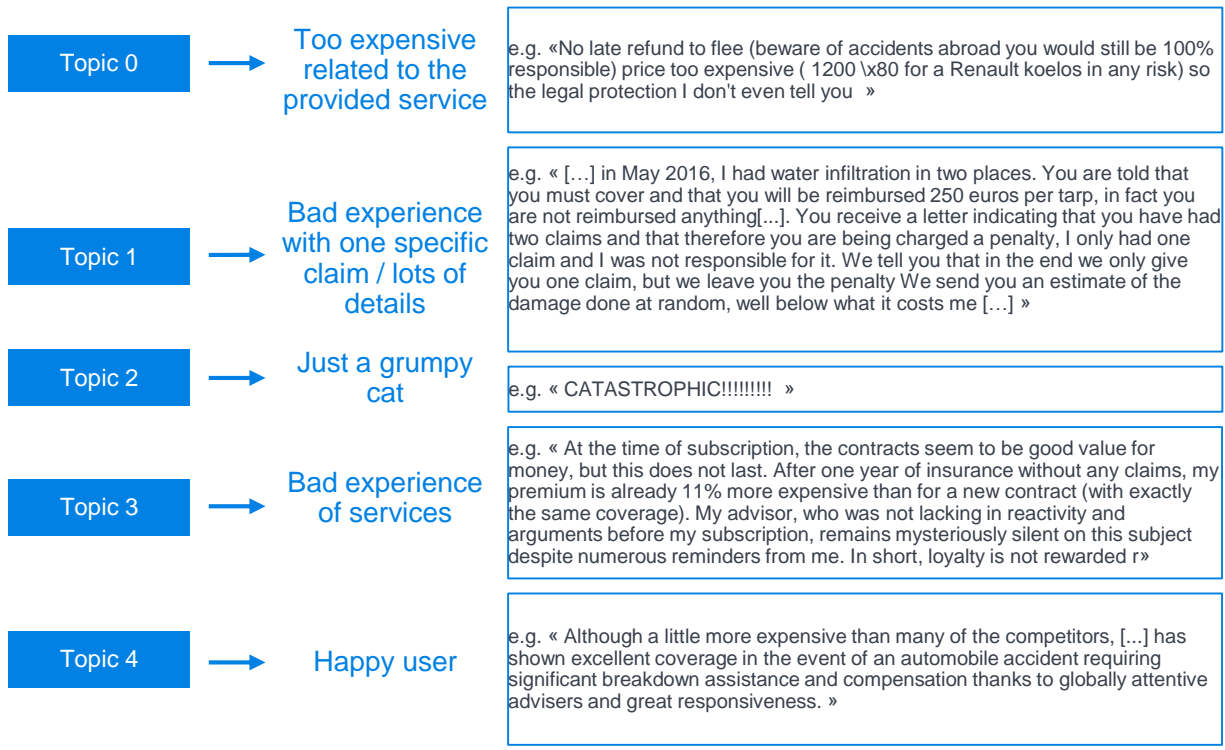 Topic 0
Too expensive
related to the
provided service
e.g. «No late refund to flee (beware of accidents abroad you would still be 100%
responsible) price too expensive ( 1200 \x80 for a Renault koelos in any risk) so
the legal protection I don't even tell you »
Topic 1
Bad experience
with one specific
claim / lots of
details
e.g. « […] in May 2016, I had water infiltration in two places. You are told that
you must cover and that you will be reimbursed 250 euros per tarp, in fact you
are not reimbursed anything[...]. You receive a letter indicating that you have had
two claims and that therefore you are being charged a penalty, I only had one
claim and I was not responsible for it. We tell you that in the end we only give
you one claim, but we leave you the penalty We send you an estimate of the
damage done at random, well below what it costs me […] »
Topic 2
Just a grumpy
cat
e.g. « CATASTROPHIC!!!!!!!!! »
Topic 3
Bad experience
of services
e.g. « At the time of subscription, the contracts seem to be good value for
money, but this does not last. After one year of insurance without any claims, my
premium is already 11% more expensive than for a new contract (with exactly
the same coverage). My advisor, who was not lacking in reactivity and
arguments before my subscription, remains mysteriously silent on this subject
despite numerous reminders from me. In short, loyalty is not rewarded r»
Topic 4
Happy user
e.g. « Although a little more expensive than many of the competitors, [...] has
shown excellent coverage in the event of an automobile accident requiring
significant breakdown assistance and compensation thanks to globally attentive
advisers and great responsiveness. »